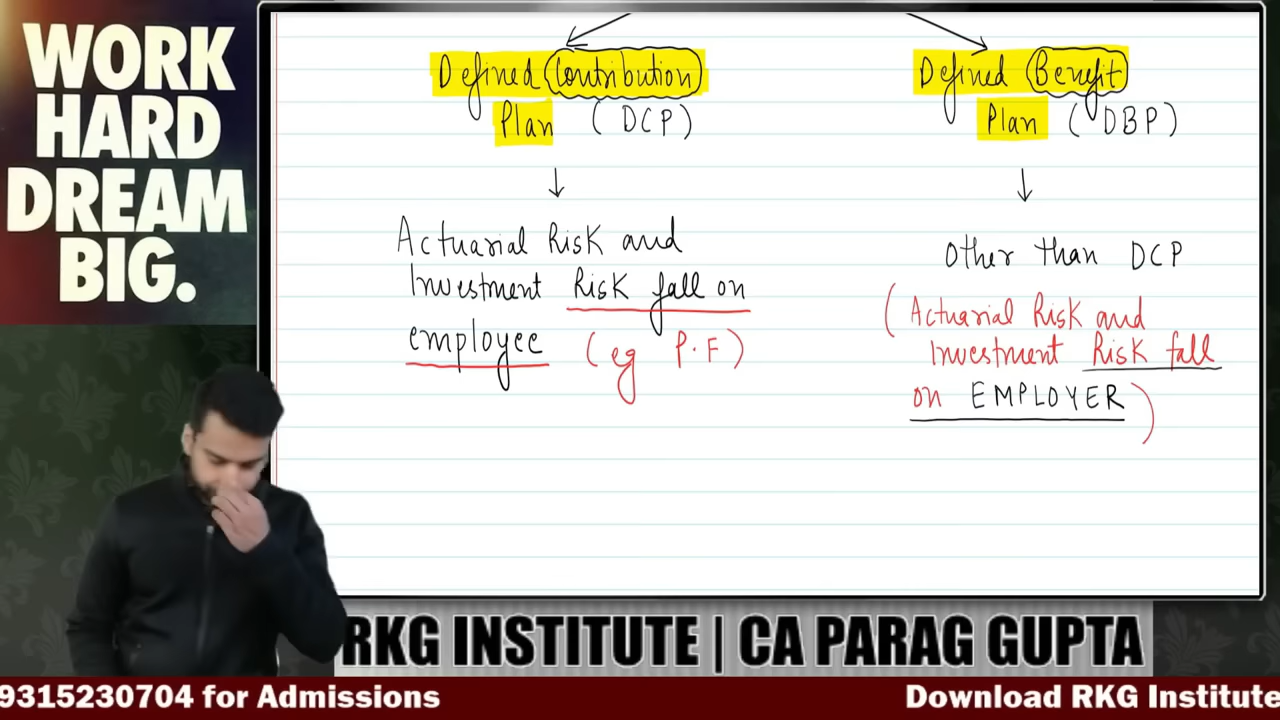 WORK
HARD
DREAM
BIG.
Defined Contribution
Plan (DCP)
Actuarial Risk and
Investment Risk fall on
employee (eg P.F)
Defined Benefit
Plan (DBP)
Other than DCP
(Actuarial Risk and
Investment Risk fall
on EMPLOYER)
RKG INSTITUTE | CA PARAG GUPTA
9315230704 for Admissions
Download RKG Institute